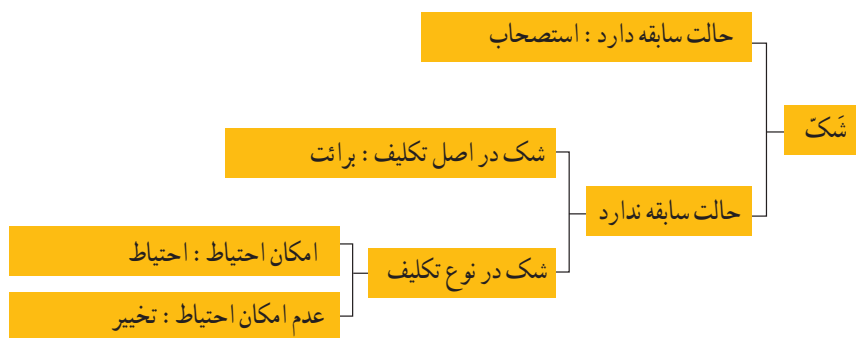 شَکّ
حالت سابقه دارد : استصحاب
حالت سابقه ندارد
شک در اصل تکلیف : برائت
شک در نوع تکلیف
امکان احتیاط : احتیاط
عدم امکان احتیاط : تخییر